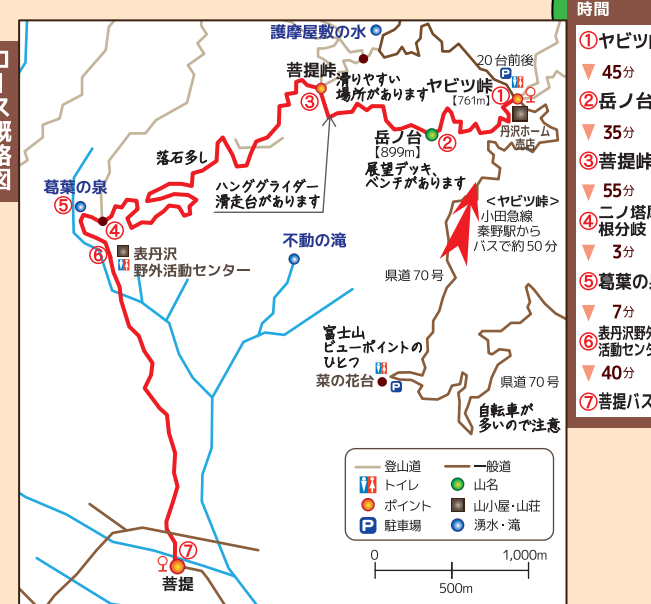 コース概略図
護摩屋敷の水
20台前後
P
菩提峠
③
滑りやすい
場所があります
ヤビツ峠
【761m】
①
丹沢ホーム
売店
岳ノ台
【899m】
②
展望デッキ、
ベンチがあります
落石多し
ハンググライダー
滑走台があります
葛葉の泉
⑤
④
⑥
表丹沢
野外活動センター
不動の滝
<ヤビツ峠>
小田急線
秦野駅から
バスで約50分
県道70号
富士山
ビューポイントの
ひとつ
菜の花台
P
県道70号
自転車が
多いので注意
登山道
一般道
トイレ
山名
ポイント
山小屋・山荘
P
駐車場
湧水・滝
0
1,000m
500m
⑦
菩提
時間
①ヤビツ
45分
②岳ノ台
35分
③菩提峠
55分
④二ノ塔
根分岐
3分
⑤葛葉の
7分
⑥表丹沢野
活動セン
40分
⑦菩提バ